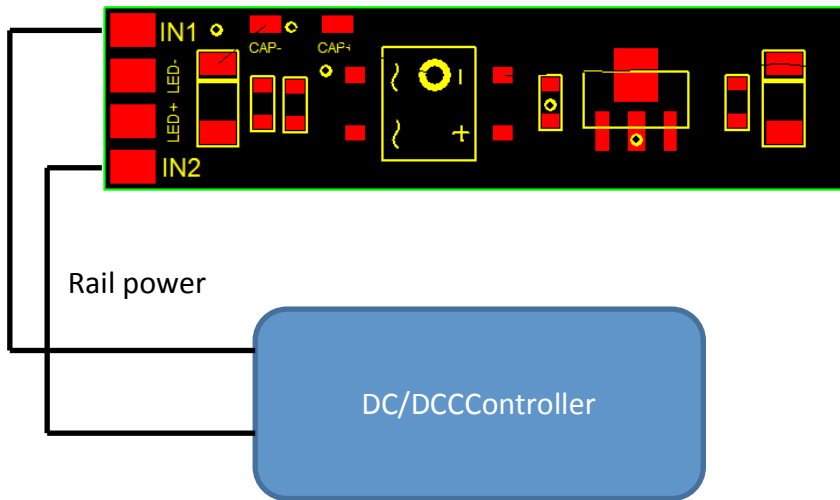 IN1
CAP-
CAP+
LED-
LED+
IN2
~ -
~ +
Rail power
DC/DCCController